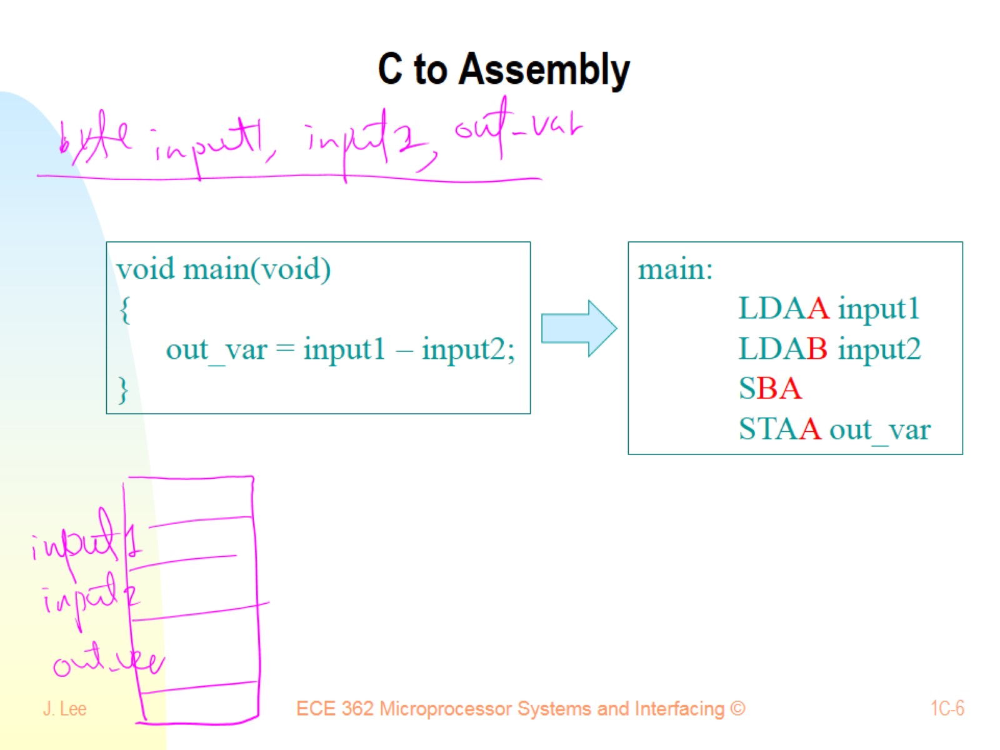 C to Assembly
byte input1, input2, out_var
void main(void)
{
out_var = input1 – input2;
}
main:
LDAA input1
LDAB input2
SBA
STAA out_var
input1
input2
out_var
J. Lee
ECE 362 Microprocessor Systems and Interfacing ©
1C-6